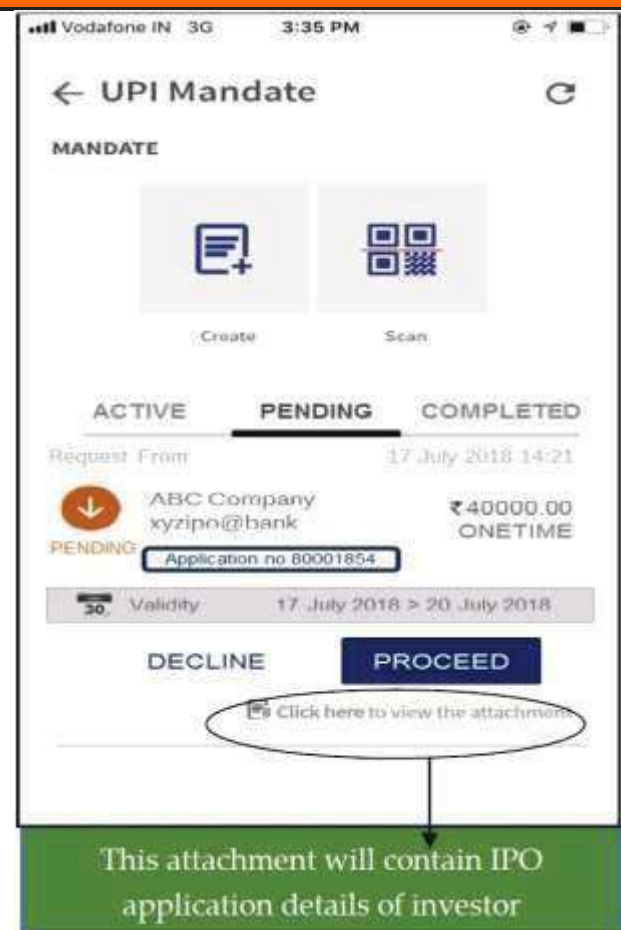 Vodafone IN 3G 3:35 PM
← UPI Mandate
MANDATE
Create Scan
ACTIVE PENDING COMPLETED
Request From 17 July 2018 14:21
ABC Company ₹40000.00
xyzipo@bank ONETIME
PENDING
Application no 80001854
30 Validity 17 July 2018 > 20 July 2018
DECLINE PROCEED
Click here to view the attachment
This attachment will contain IPO
application details of investor